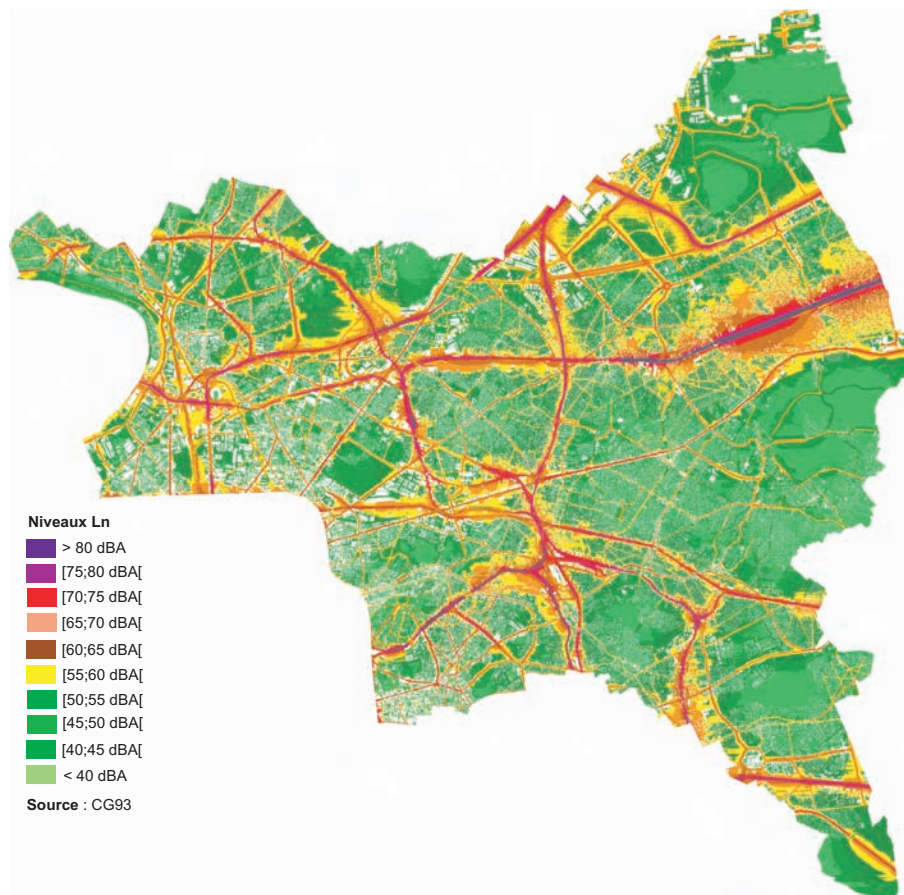 Niveaux Ln
> 80 dBA
[75;80 dBA[
[70;75 dBA[
[65;70 dBA[
[60;65 dBA[
[55;60 dBA[
[50;55 dBA[
[45;50 dBA[
[40;45 dBA[
< 40 dBA
Source : CG93